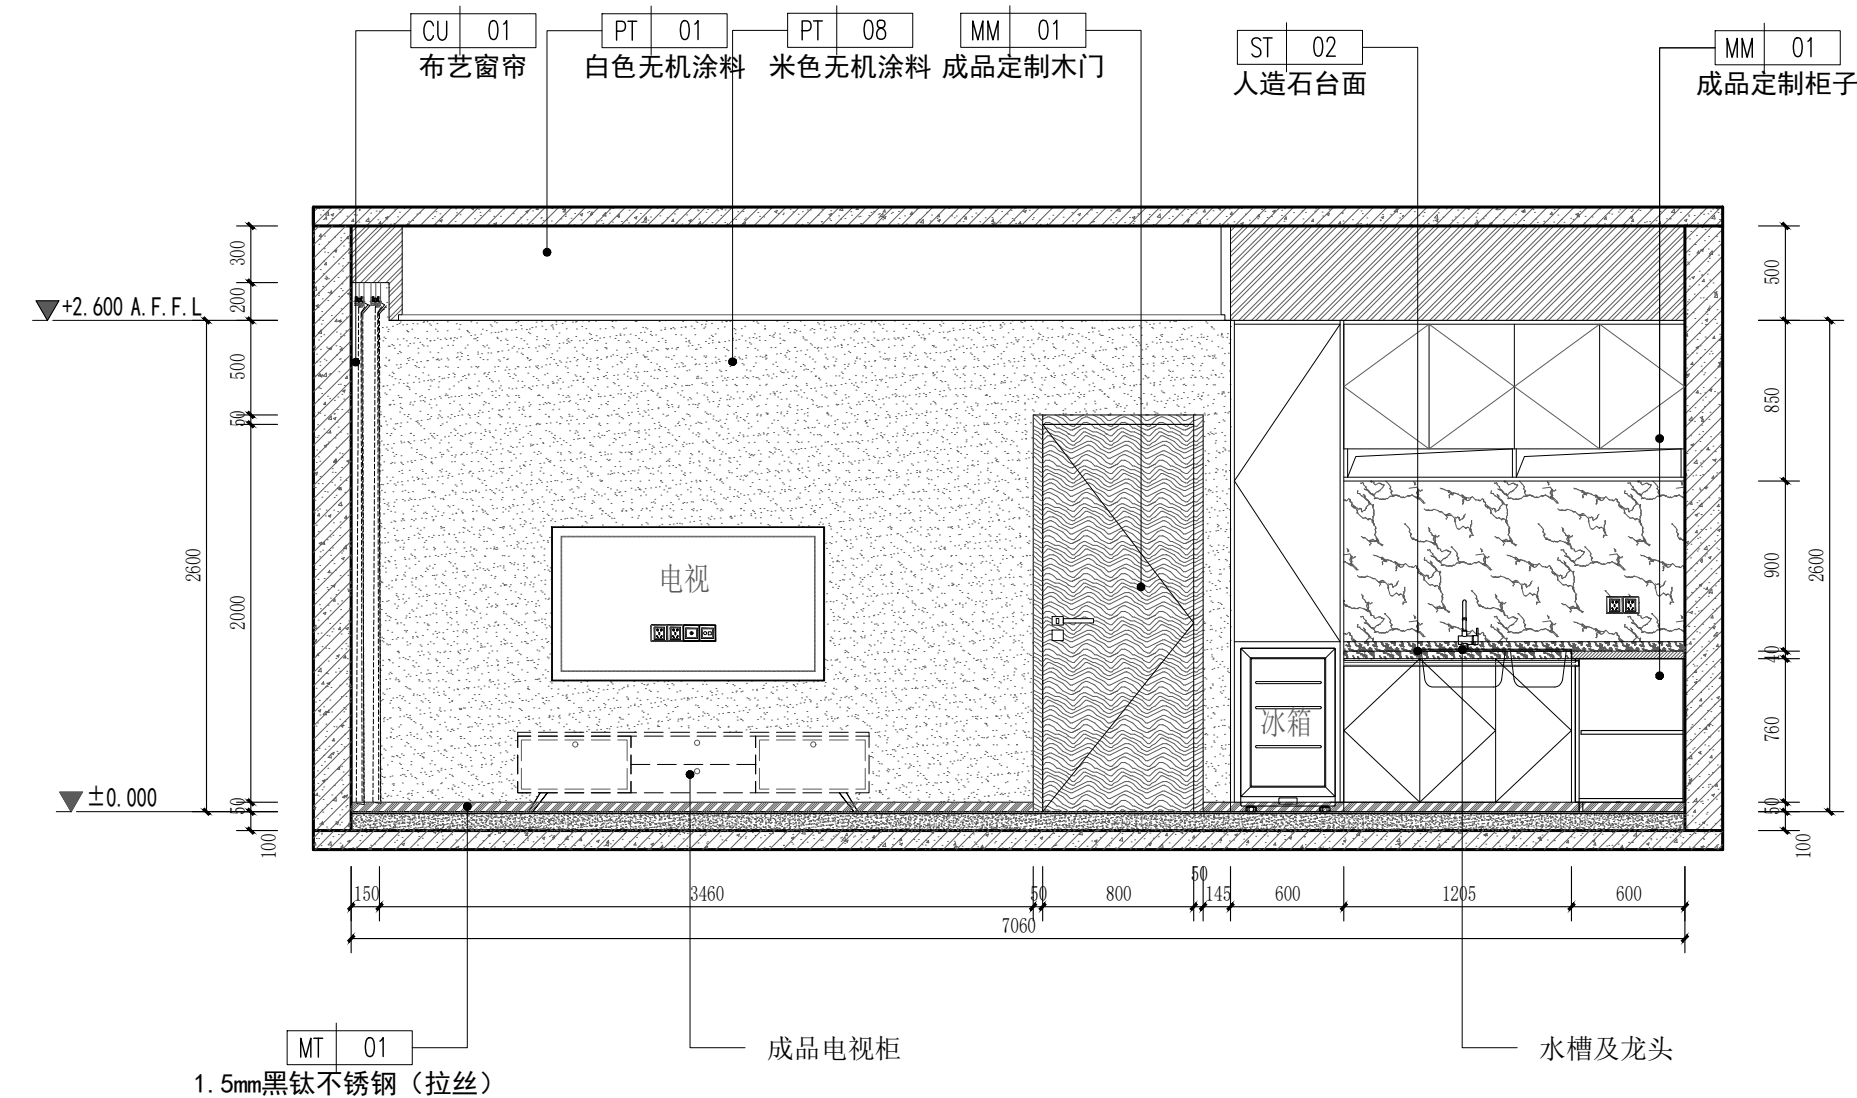 CU 01
布艺窗帘
PT 01
白色无机涂料
PT 08
米色无机涂料
MM 01
成品定制木门
ST 02
人造石台面
MM 01
成品定制柜子
300
200
500
50
2000
50
100
2600
+2.600 A.F.F.L
±0.000
电视
冰箱
500
850
900
40
760
50
100
2600
150
3460
50
800
50
145
600
1205
600
7060
MT 01
1.5mm黑钛不锈钢（拉丝）
成品电视柜
水槽及龙头